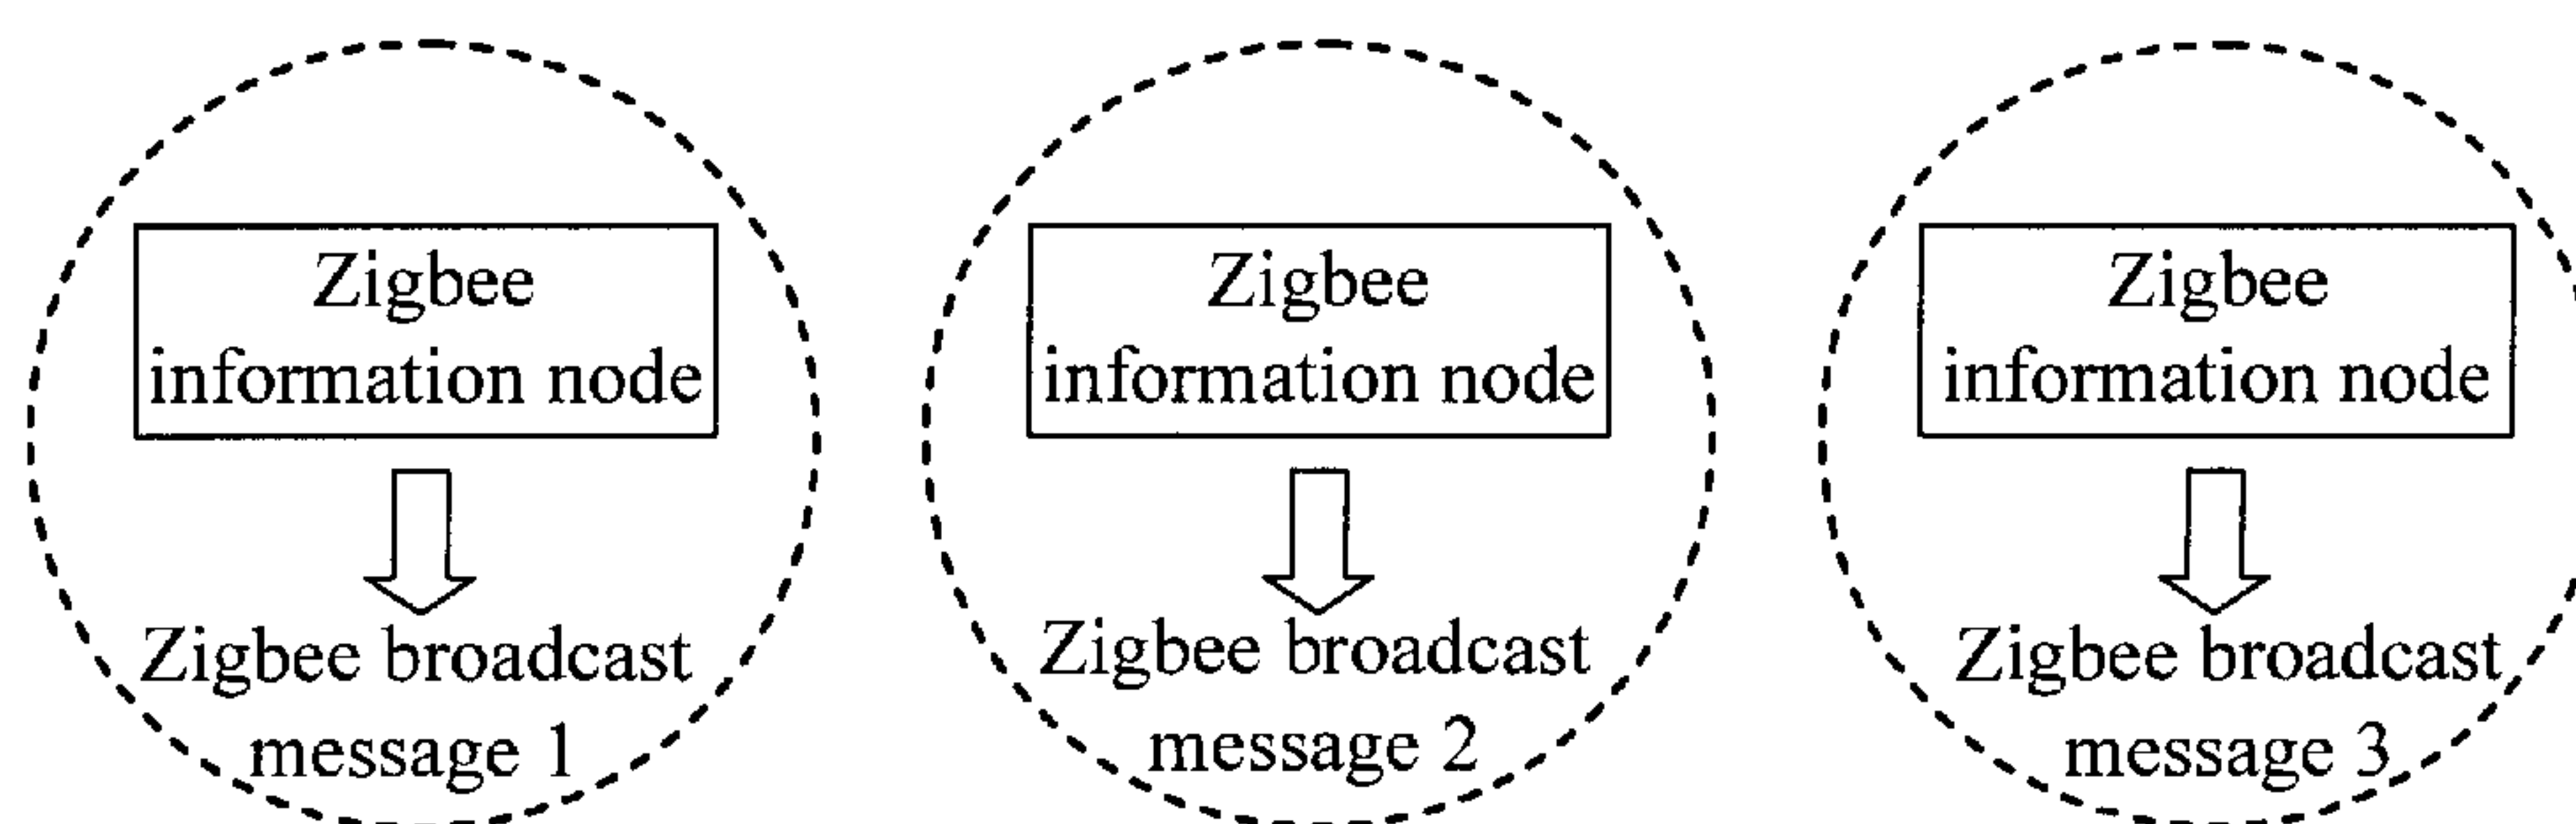 Zigbee
information node
Zigbee broadcast
message 1
Zigbee
information node
Zigbee broadcast
message 2
Zigbee
information node
Zigbee broadcast
message 3